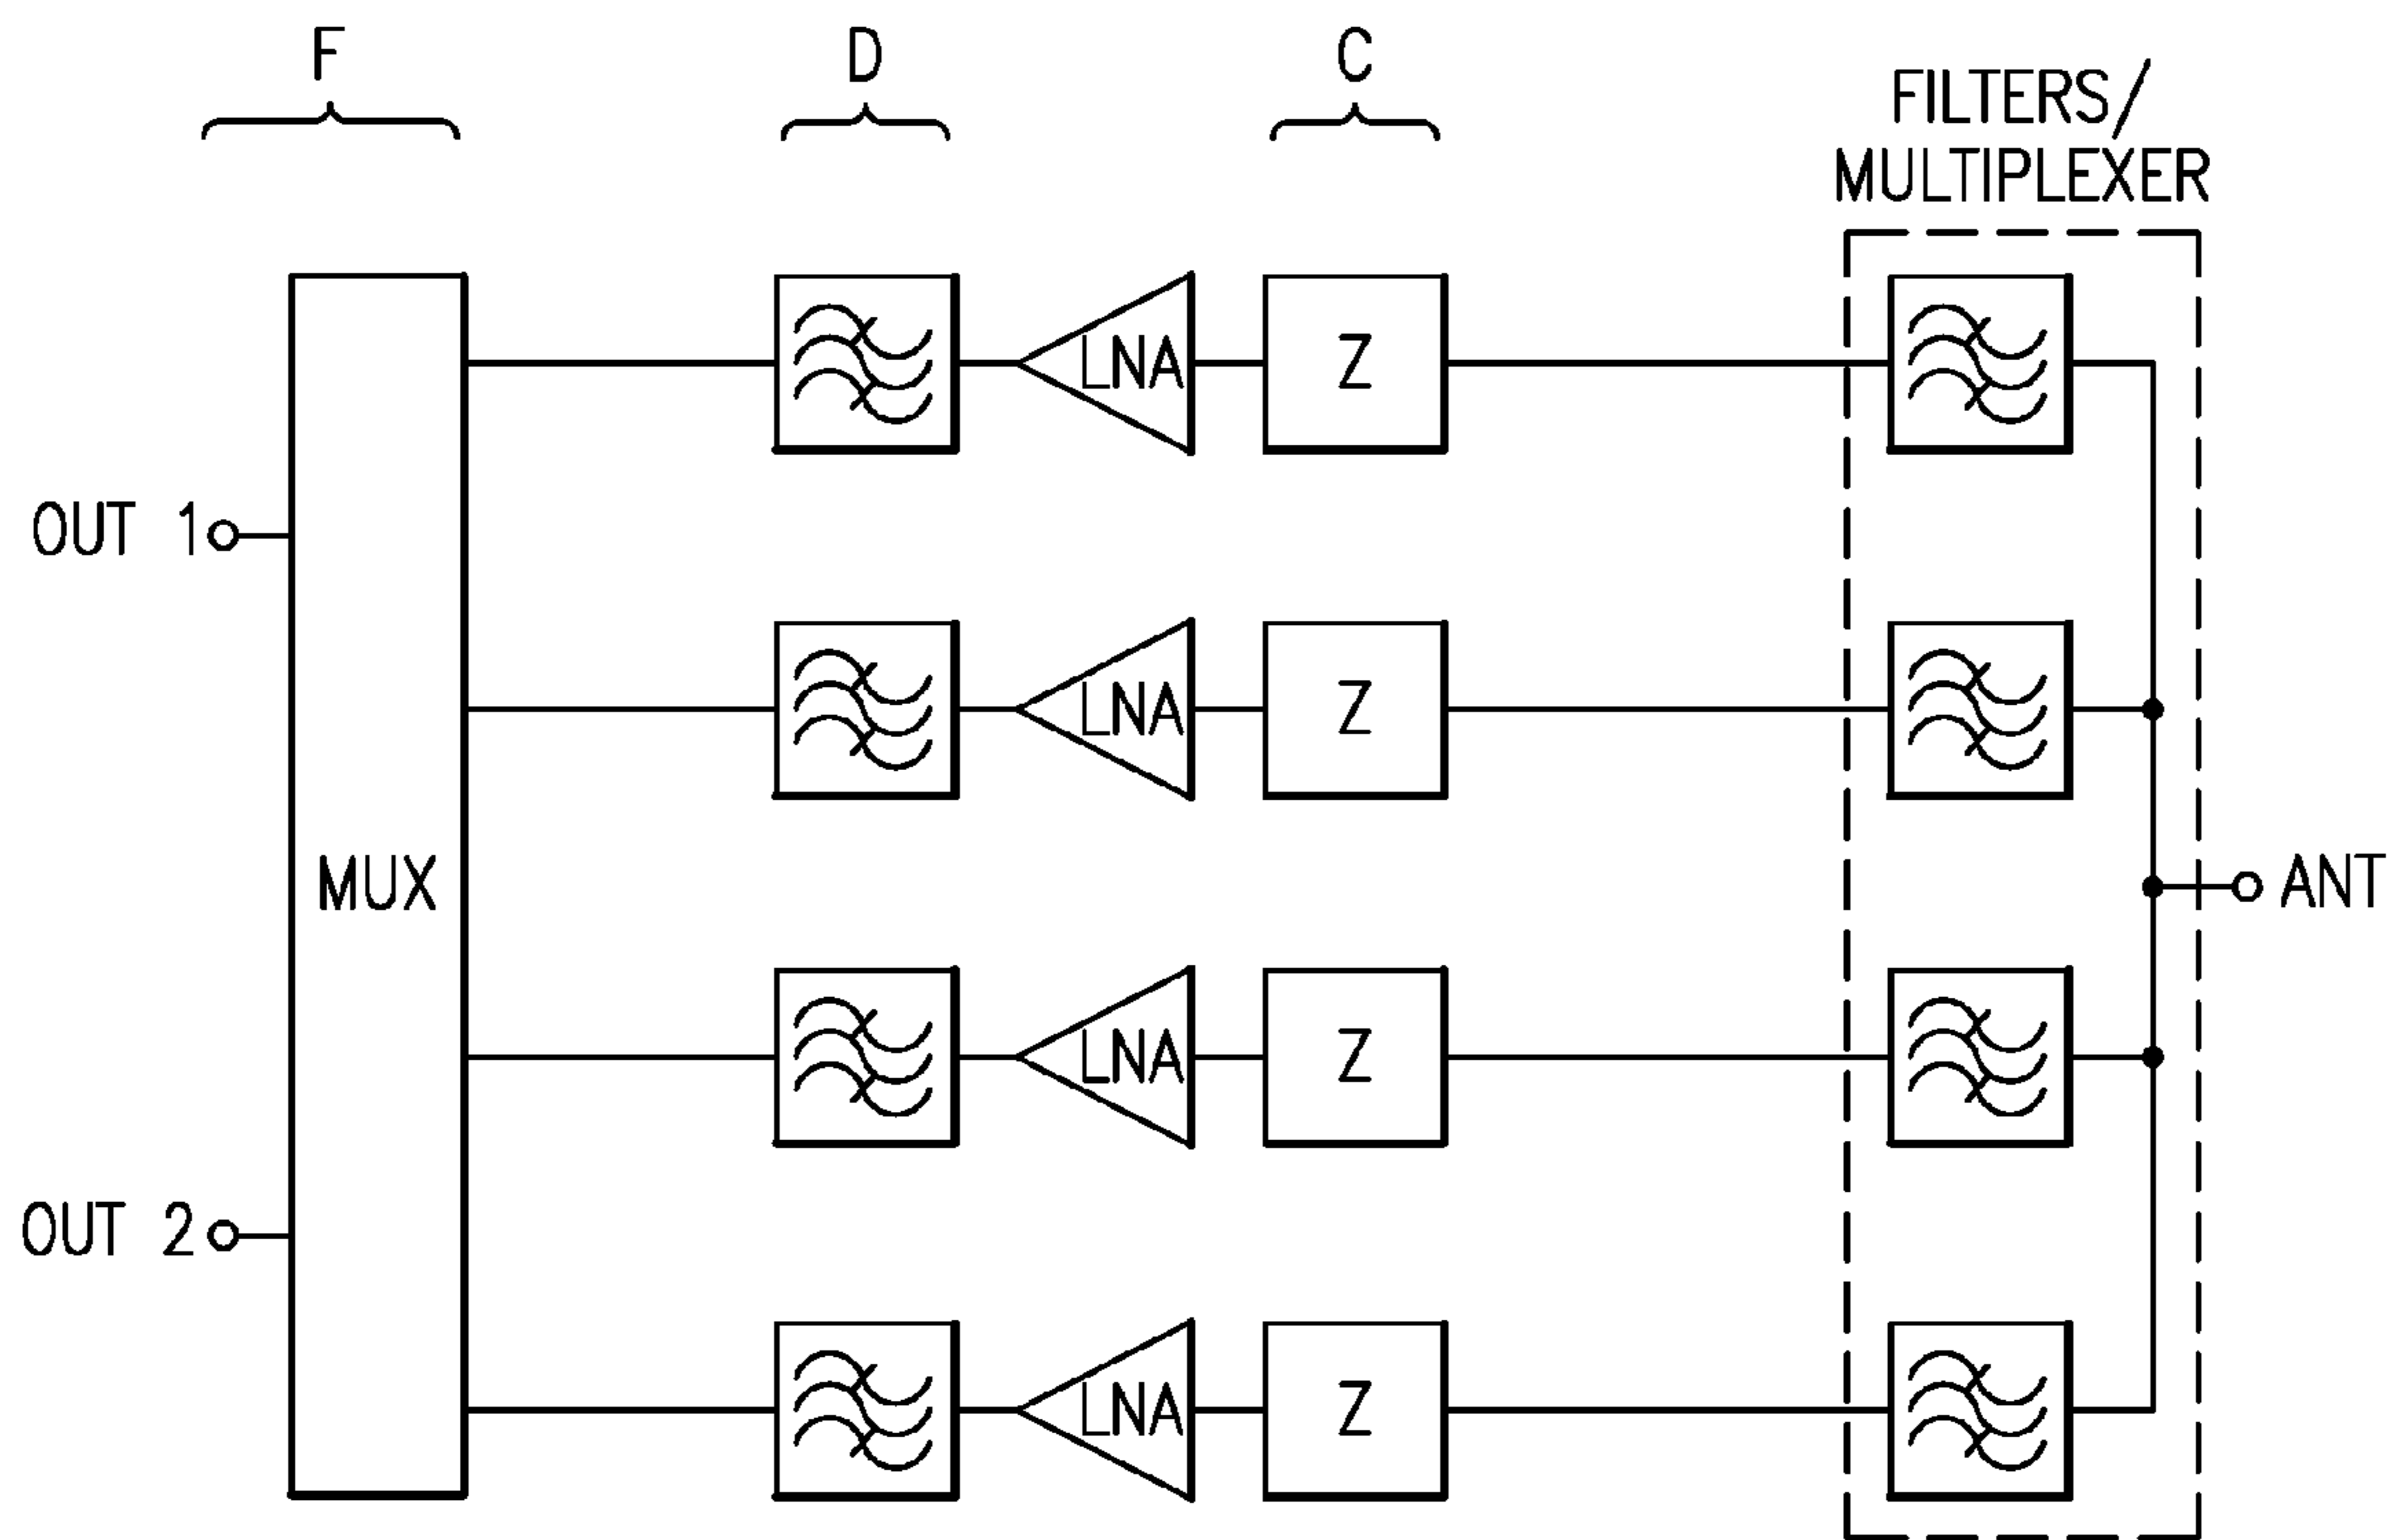 F
D
C
FILTERS/
MULTIPLEXER
LNA
Z
OUT 1
LNA
Z
MUX
ANT
LNA
Z
OUT 2
LNA
Z